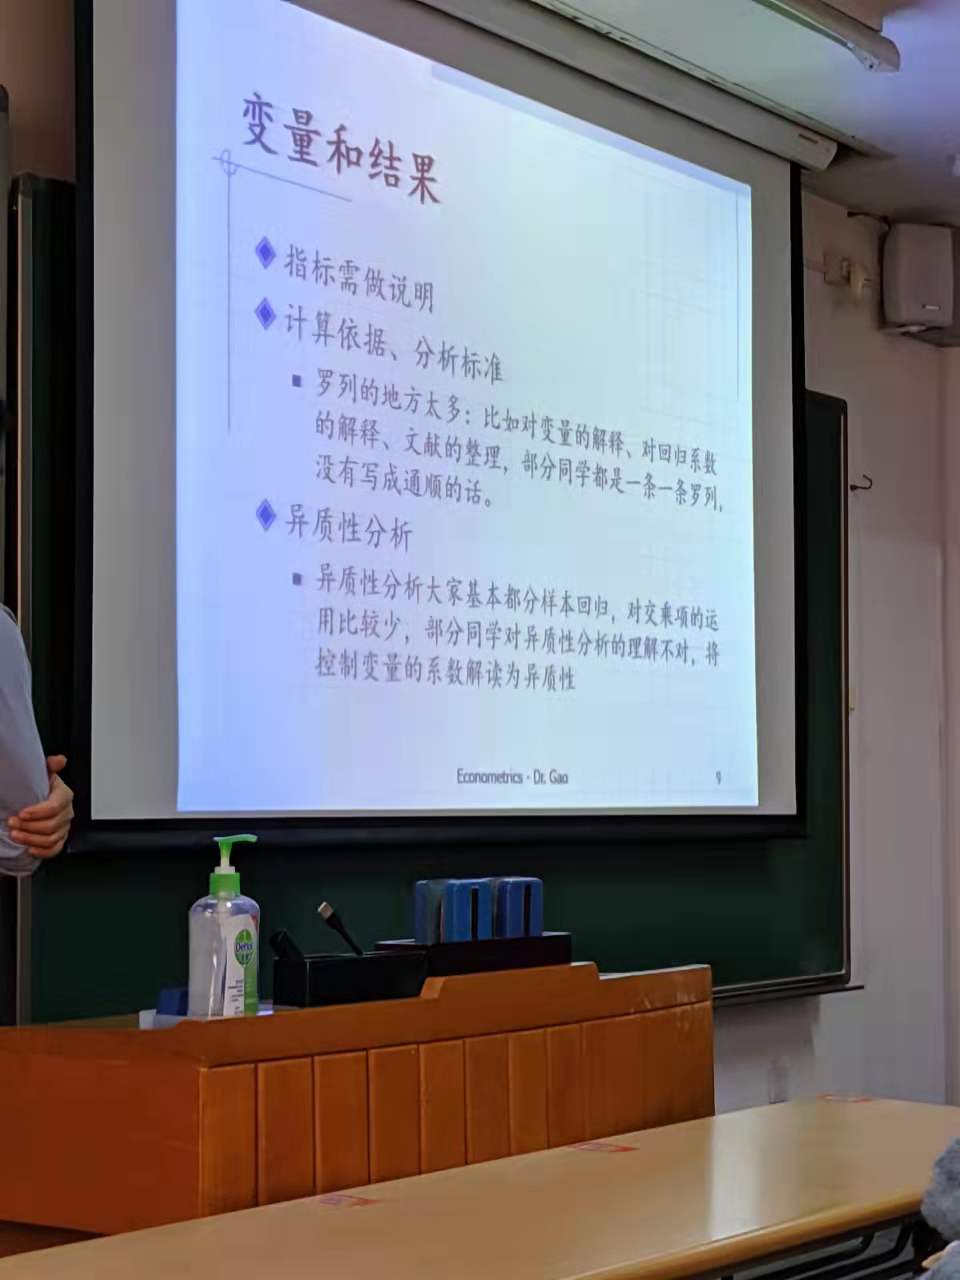 变量和结果
指标需做说明
计算依据、分析标准
罗列的地方太多：比如对变量的解释、对回归系数
的解释、文献的整理，部分同学都是一条一条罗列，
没有写成通顺的话。
异质性分析
异质性分析大家基本都分样本回归，对交乘项的运
用比较少，部分同学对异质性分析的理解不对，将
控制变量的系数解读为异质性
Econometrics - Dr. Gao
9
Dettol